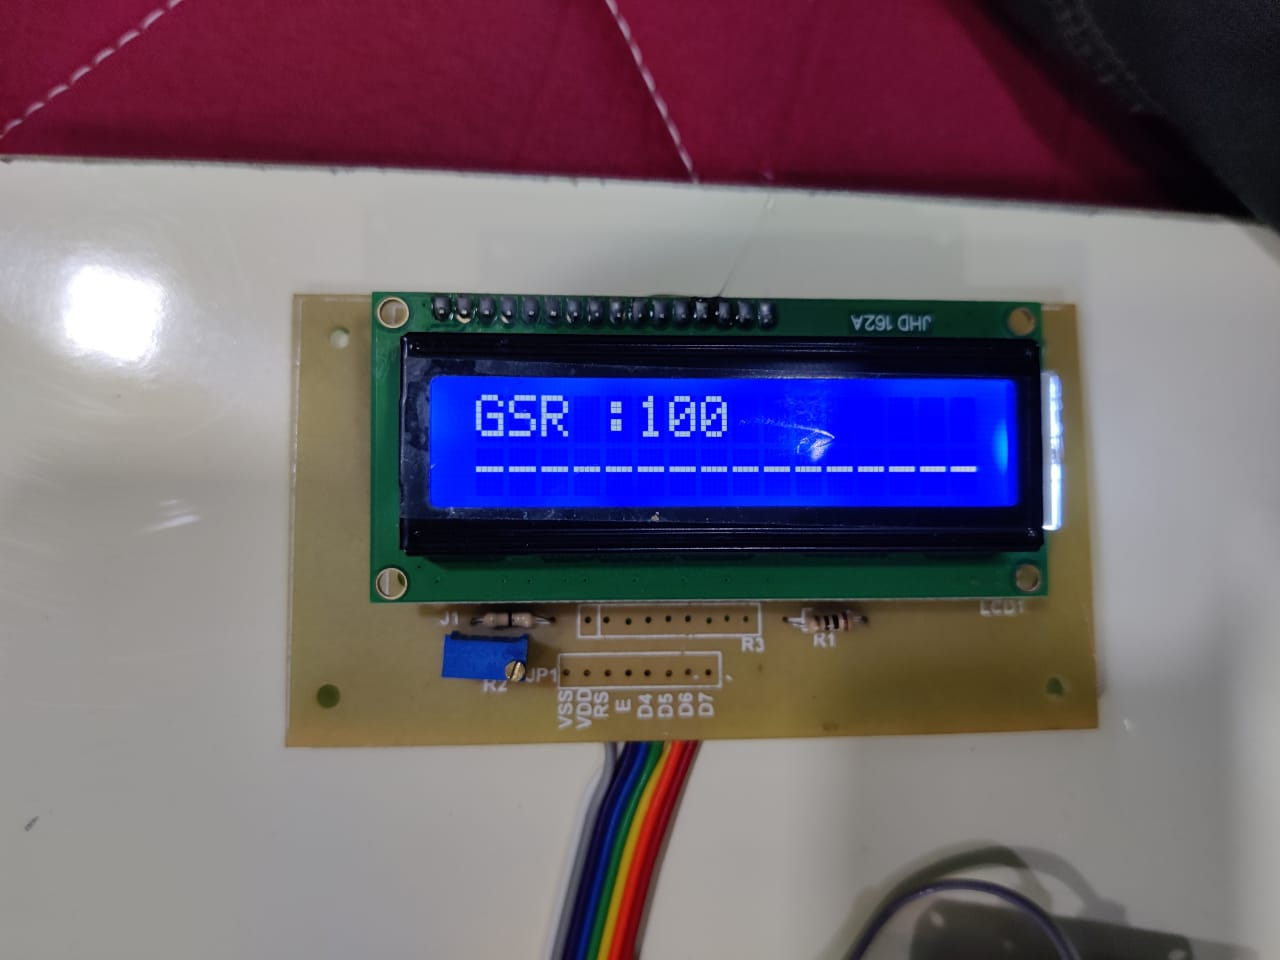 JHD 162A
GSR :100
----------------
J1
R3
R1
LCD1
R2
JP1
VSS
VDD
RS
E
D4
D5
D6
D7